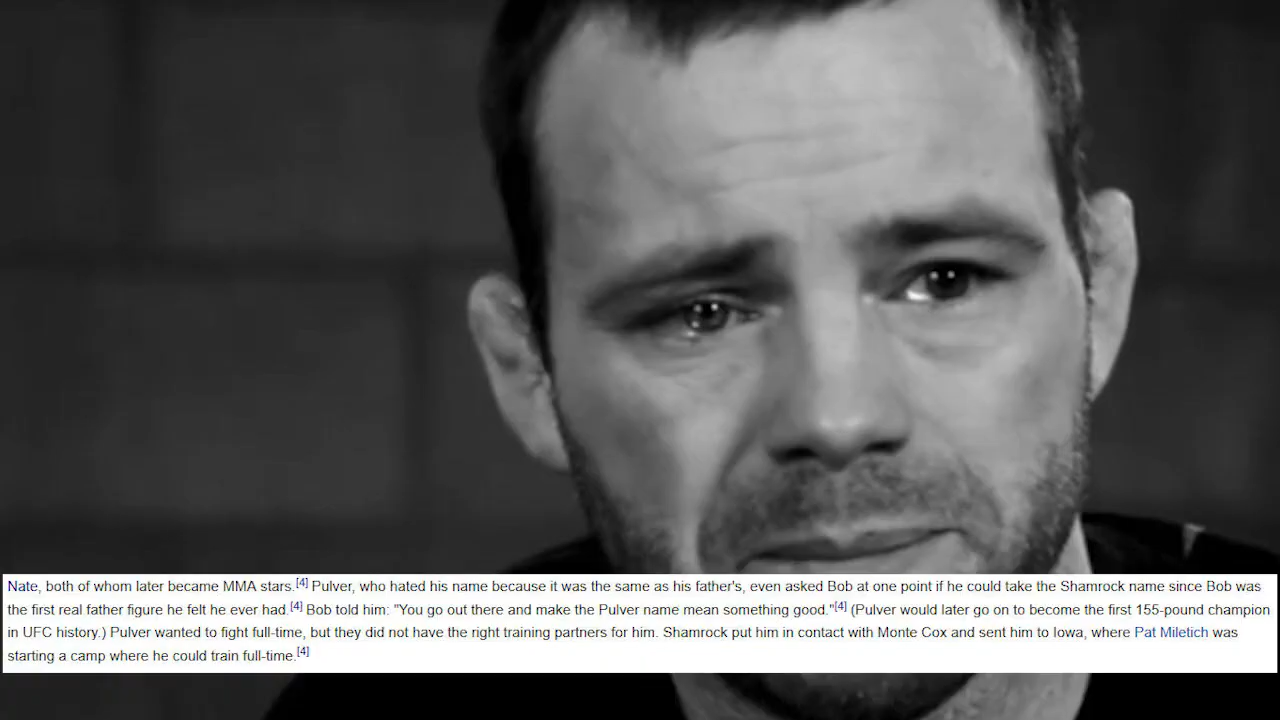 Nate, both of whom later became MMA stars.[4] Pulver, who hated his name because it was the same as his father's, even asked Bob at one point if he could take the Shamrock name since Bob was
the first real father figure he felt he ever had.[4] Bob told him: "You go out there and make the Pulver name mean something good."[4] (Pulver would later go on to become the first 155-pound champion
in UFC history.) Pulver wanted to fight full-time, but they did not have the right training partners for him. Shamrock put him in contact with Monte Cox and sent him to Iowa, where Pat Miletich was
starting a camp where he could train full-time.[4]